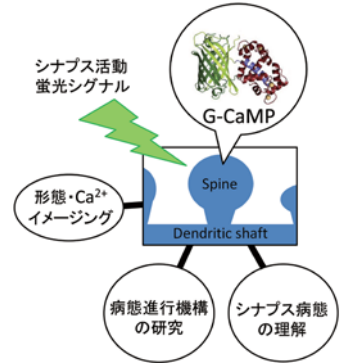 シナプス活動
蛍光シグナル
G-CaMP
Spine
形態・Ca²⁺
イメージング
Dendritic shaft
病態進行機構
の研究
シナプス病態
の理解